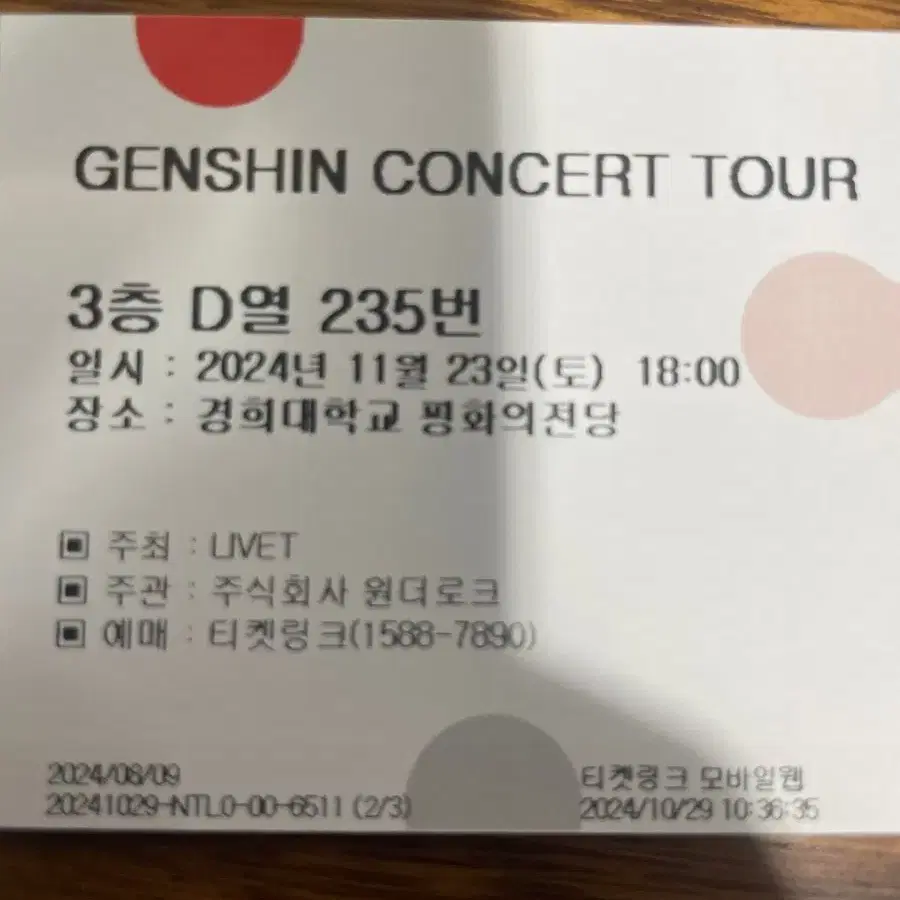 GENSHIN CONCERT TOUR
3층 D열 235번
일시 : 2024년 11월 23일(토) 18:00
장소 : 경희대학교 평화의전당
▣ 주최 : LIVET
▣ 주관 : 주식회사 원더로크
▣ 예매 : 티켓링크(1588-7890)
2024/08/09
20241029-NTL0-00-6511 (2/3)
티켓링크 모바일웹
2024/10/29 10:36:35